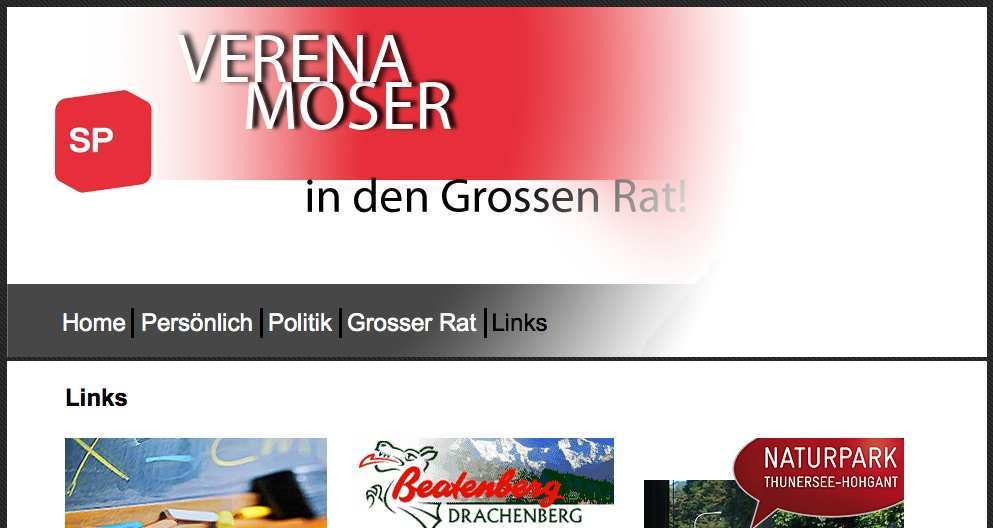 VERENA
MOSER
SP
in den Grossen Rat!
Home Persönlich Politik Grosser Rat Links
Links
Beatenberg
DRACHENBERG
NATURPARK
THUNERSEE-HOHGANT